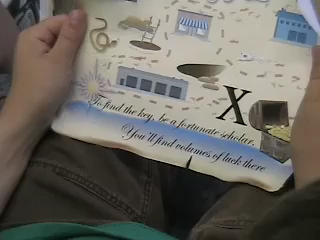 X
To find the key, be a fortunate scholar,
You'll find volumes of luck there